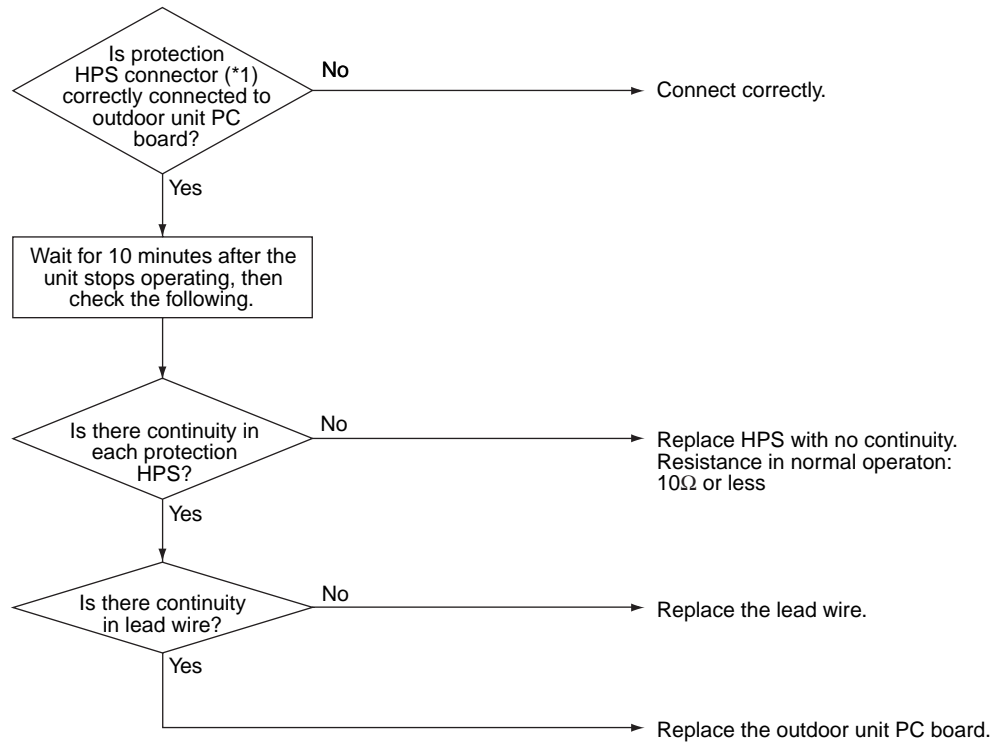 Is protection
HPS connector (*1)
correctly connected to
outdoor unit PC
board?
No
Connect correctly.
Yes
Wait for 10 minutes after the
unit stops operating, then
check the following.
Is there continuity in
each protection
HPS?
No
Replace HPS with no continuity.
Resistance in normal operaton:
10Ω or less
Yes
Is there continuity
in lead wire?
No
Replace the lead wire.
Yes
Replace the outdoor unit PC board.